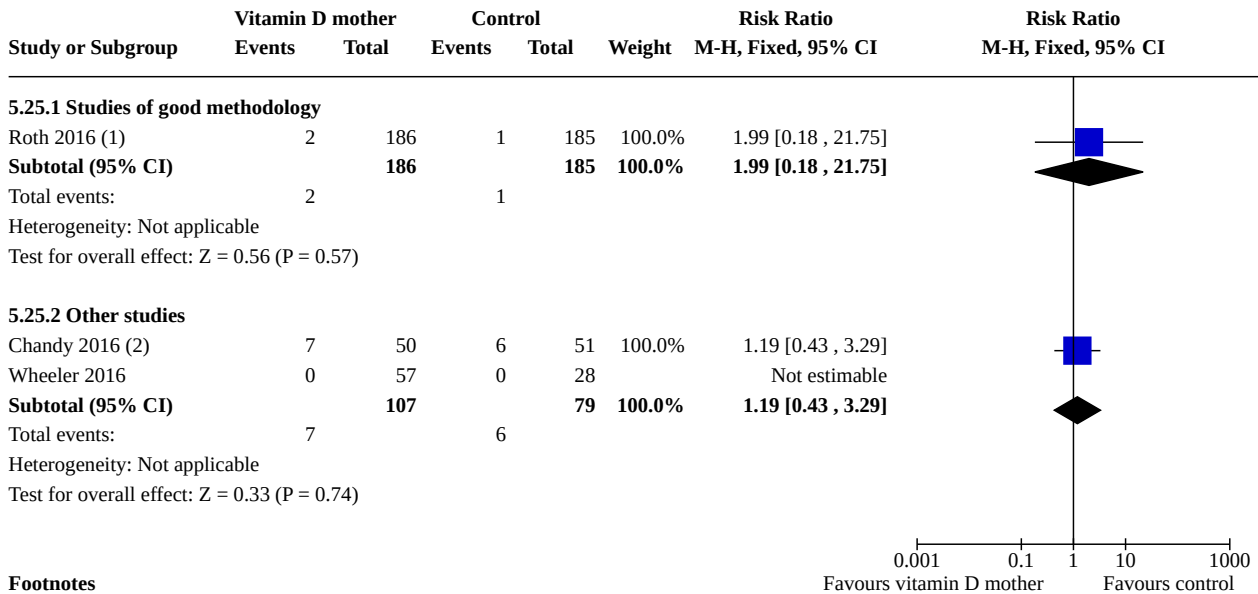 Vitamin D mother Control Risk Ratio Risk Ratio
Study or Subgroup Events Total Events Total Weight M-H, Fixed, 95% CI M-H, Fixed, 95% CI
5.25.1 Studies of good methodology
Roth 2016 (1) 2 186 1 185 100.0% 1.99 [0.18 , 21.75]
Subtotal (95% CI) 186 185 100.0% 1.99 [0.18 , 21.75]
Total events: 2 1
Heterogeneity: Not applicable
Test for overall effect: Z = 0.56 (P = 0.57)
5.25.2 Other studies
Chandy 2016 (2) 7 50 6 51 100.0% 1.19 [0.43 , 3.29]
Wheeler 2016 0 57 0 28 Not estimable
Subtotal (95% CI) 107 79 100.0% 1.19 [0.43 , 3.29]
Total events: 7 6
Heterogeneity: Not applicable
Test for overall effect: Z = 0.33 (P = 0.74)
0.001 0.1 1 10 1000
Footnotes Favours vitamin D mother Favours control